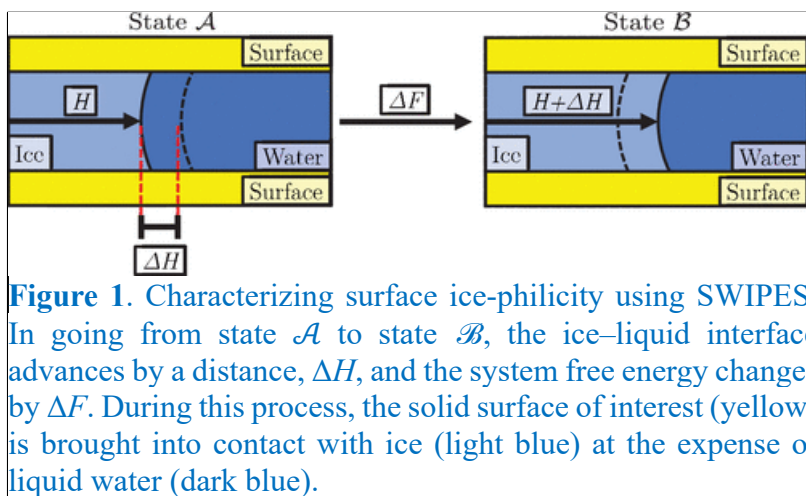 State A
State ℬ
Surface
Surface
H
ΔF
H+ΔH
Ice
Water
Ice
Water
Surface
Surface
ΔH
Figure 1. Characterizing surface ice-philicity using SWIPES
In going from state A to state ℬ, the ice–liquid interface
advances by a distance, ΔH, and the system free energy change
by ΔF. During this process, the solid surface of interest (yellow
is brought into contact with ice (light blue) at the expense o
liquid water (dark blue).